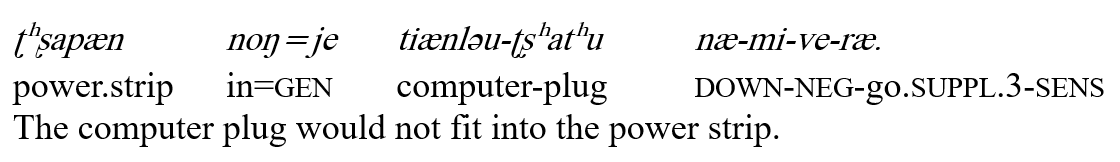 ʈʰʂapæn noŋ=je tiænləu-ʈʂʰatʰu næ-mi-ve-ræ.
power.strip in=GEN computer-plug DOWN-NEG-go.SUPPL.3-SENS
The computer plug would not fit into the power strip.